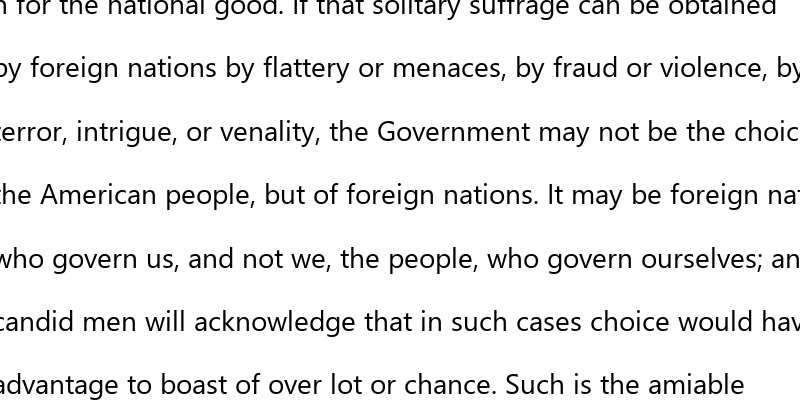 n for the national good. If that solitary suffrage can be obtained
by foreign nations by flattery or menaces, by fraud or violence, by
terror, intrigue, or venality, the Government may not be the choic
the American people, but of foreign nations. It may be foreign nat
who govern us, and not we, the people, who govern ourselves; an
candid men will acknowledge that in such cases choice would hav
advantage to boast of over lot or chance. Such is the amiable